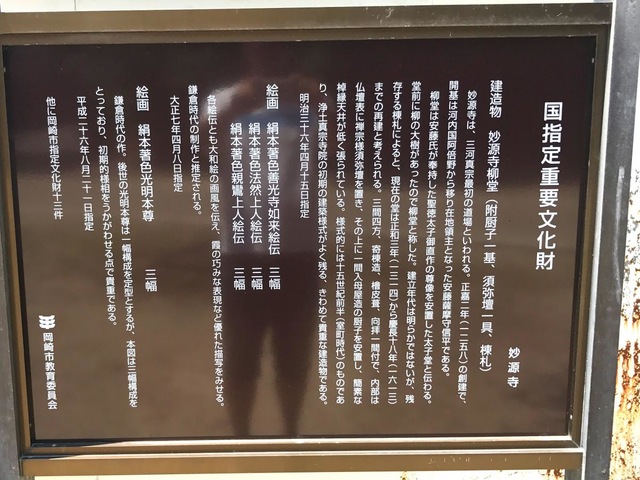 国指定重要文化財
妙源寺
建造物　妙源寺柳堂（附厨子一基、須弥壇一具、棟札）
妙源寺は、三河真宗最初の道場といわれる。正嘉二年（一二五八）の創建で、
開基は河内国阿倍野から移り在地領主となった安藤薩摩守信平である。
柳堂は安藤氏が奉持した聖徳太子御直作の尊像を安置した太子堂と伝わる。
堂前に柳の大樹があったので柳堂と称した。建立年代は明らかではないが、残
存する棟札によると、現在の堂は正和三年（一三一四）から慶長十八年（一六一三）
までの再建と考えられる。三間四方、寄棟造、檜皮葺、向拝一間付で、内部は
仏壇表に禅宗様須弥壇を置き、その上に一間入母屋造の厨子を安置し、簡素な
棹縁天井が低く張られている。様式的には十五世紀前半（室町時代）のものであ
り、浄土真宗寺院の初期の建築様式がよく残る、きわめて貴重な建造物である。
明治三十六年四月十五日指定
絵画　絹本著色善光寺如来絵伝　三幅
絹本著色法然上人絵伝　三幅
絹本著色親鸞上人絵伝　三幅
各絵伝とも大和絵の画風を伝え、霞の巧みな表現など優れた描写をみせる。
鎌倉時代の制作と推定される。
大正七年四月八日指定
絵画　絹本著色光明本尊　三幅
鎌倉時代の作。後世の光明本尊は一幅構成を定型とするが、本図は三幅構成を
とっており、初期的様相をうかがわせる点で貴重である。
平成二十六年八月二十一日指定
他に岡崎市指定文化財十三件
岡崎市教育委員会